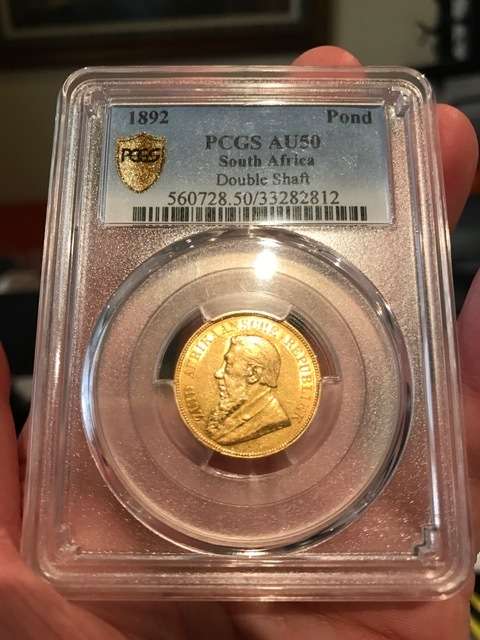 1892 Pond
PCGS
PCGS AU50
South Africa
Double Shaft
560728.50/33282812
ZUID AFRIKAANSCHE REPUBLIEK